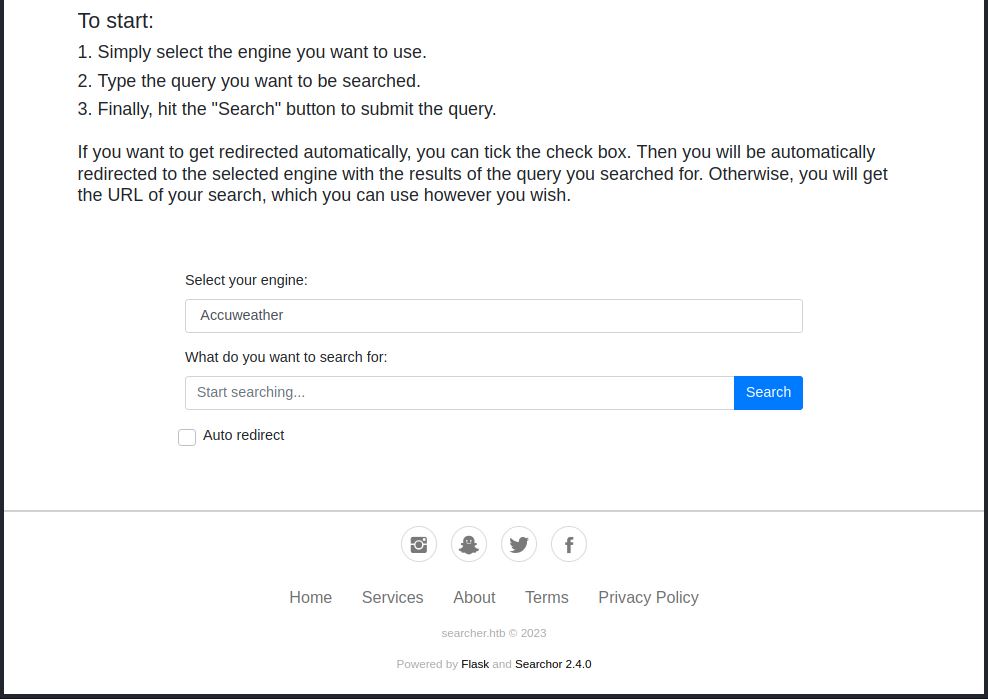 To start:
1. Simply select the engine you want to use.
2. Type the query you want to be searched.
3. Finally, hit the "Search" button to submit the query.
If you want to get redirected automatically, you can tick the check box. Then you will be automatically
redirected to the selected engine with the results of the query you searched for. Otherwise, you will get
the URL of your search, which you can use however you wish.
Select your engine:
Accuweather
What do you want to search for:
Start searching...
Search
Auto redirect
Home Services About Terms Privacy Policy
searcher.htb © 2023
Powered by Flask and Searchor 2.4.0